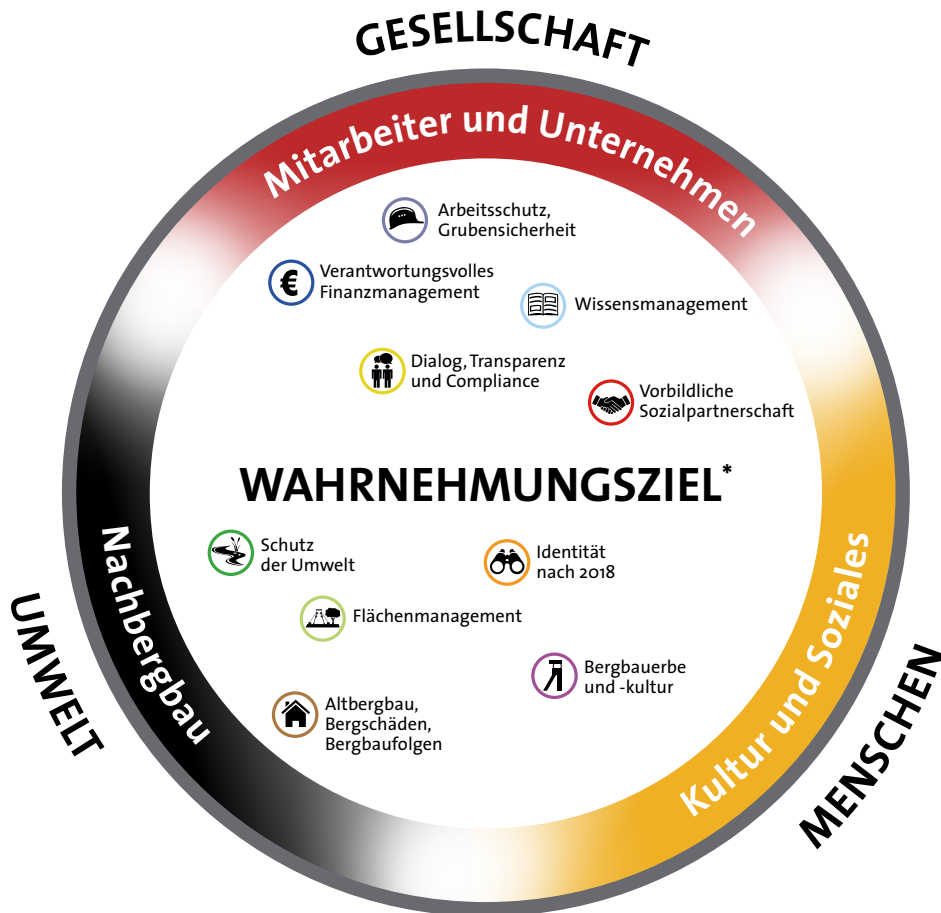 GESELLSCHAFT
Mitarbeiter und Unternehmen
Arbeitsschutz,
Grubensicherheit
Verantwortungsvolles
Finanzmanagement
€
Wissensmanagement
Dialog, Transparenz
und Compliance
Vorbildliche
Sozialpartnerschaft
WAHRNEHMUNGSZIEL*
Schutz
der Umwelt
Identität
nach 2018
Flächenmanagement
Bergbauerbe
und -kultur
Altbergbau,
Bergschäden,
Bergbaufolgen
Nachbergbau
UMWELT
Kultur und Soziales
MENSCHEN